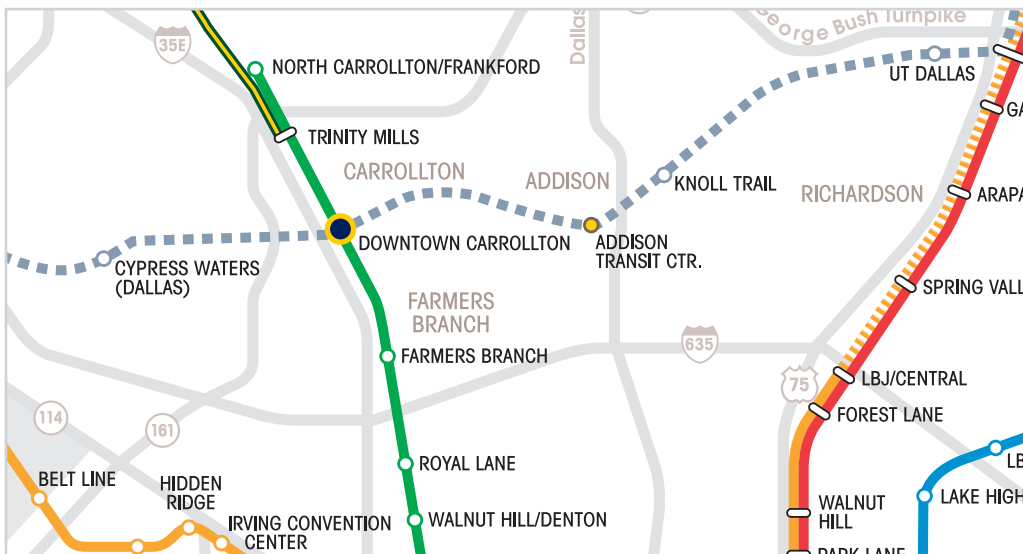 35E
Dallas
George Bush Turnpike
NORTH CARROLLTON/FRANKFORD
UT DALLAS
GA
TRINITY MILLS
CARROLLTON
ADDISON
KNOLL TRAIL
RICHARDSON
ARAPA
DOWNTOWN CARROLLTON
ADDISON
TRANSIT CTR.
CYPRESS WATERS
(DALLAS)
SPRING VALL
FARMERS
BRANCH
635
FARMERS BRANCH
75
LBJ/CENTRAL
FOREST LANE
114
161
ROYAL LANE
LB
BELT LINE
HIDDEN
RIDGE
LAKE HIGH
WALNUT
HILL
IRVING CONVENTION
CENTER
WALNUT HILL/DENTON
PARK LANE